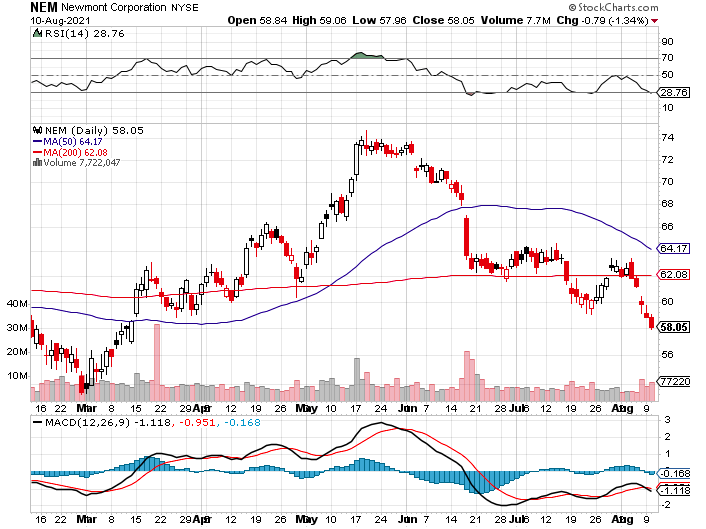 NEM Newmont Corporation NYSE © StockCharts.com
10-Aug-2021 Open 58.84 High 59.06 Low 57.96 Close 58.05 Volume 7.7M Chg -0.79 (-1.34%)
RSI(14) 28.76
90
70
50
30
28.76
10
NEM (Daily) 58.05
MA(50) 64.17
MA(200) 62.08
Volume 7,722,047
74
72
70
68
66
64.17
62.08
60
58.05
56
77220
40M
30M
20M
10M
16 22 Mar 8 15 22 29 Apr 12 19 26 May 10 17 24 Jun 7 14 21 28 Jul 6 12 19 26 Aug 9
MACD(12,26,9) -1.118, -0.951, -0.168
3
2
1
-0.168
-1.118
-2
16 22 Mar 8 15 22 29 Apr 12 19 26 May 10 17 24 Jun 7 14 21 28 Jul 6 12 19 26 Aug 9